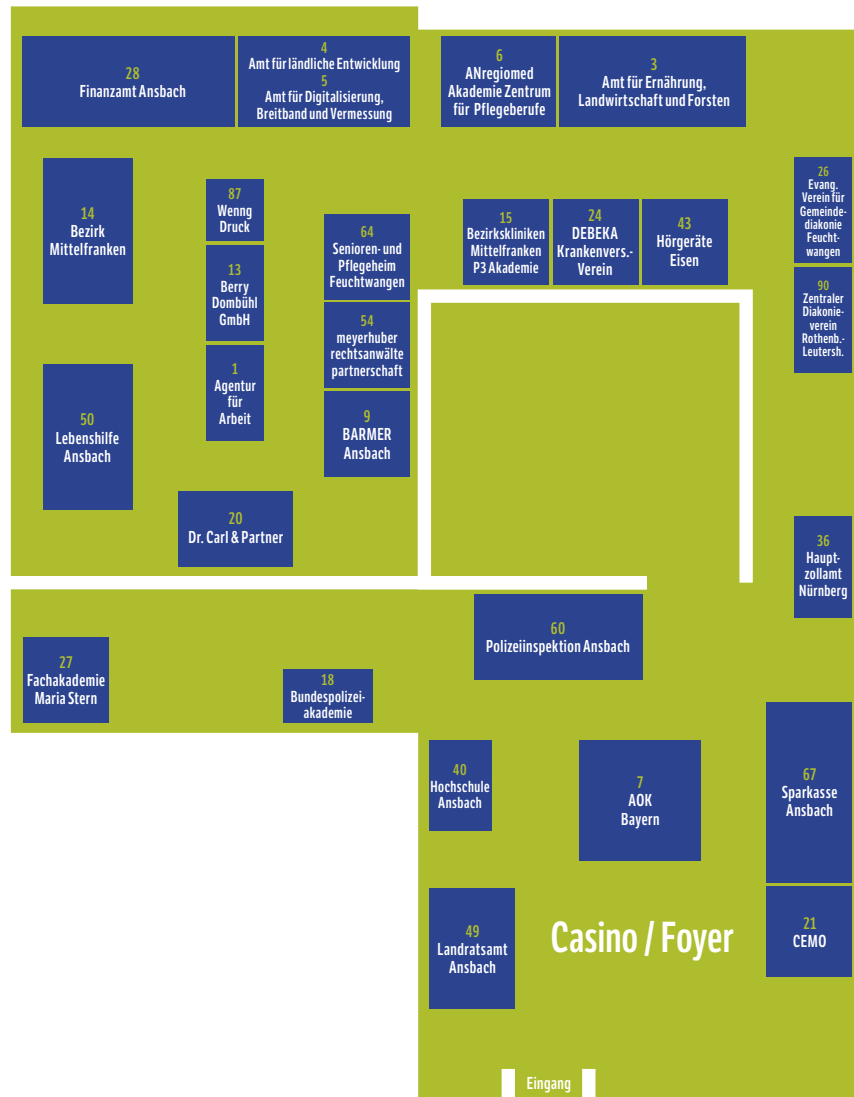 28
Finanzamt Ansbach
4
Amt für ländliche Entwicklung
5
Amt für Digitalisierung,
Breitband und Vermessung
6
ANregiomed
Akademie Zentrum
für Pflegeberufe
3
Amt für Ernährung,
Landwirtschaft und Forsten
14
Bezirk
Mittelfranken
87
Wenng
Druck
13
Berry
Dombühl
GmbH
1
Agentur
für
Arbeit
64
Senioren- und
Pflegeheim
Feuchtwangen
54
meyerhuber
rechtsanwälte
partnerschaft
9
BARMER
Ansbach
15
Bezirkskliniken
Mittelfranken
P3 Akademie
24
DEBEKA
Krankenvers.-
Verein
43
Hörgeräte
Eisen
26
Evang.
Verein für
Gemeinde-
diakonie
Feucht-
wangen
90
Zentraler
Diakonie-
verein
Rothenb.-
Leutersh.
50
Lebenshilfe
Ansbach
20
Dr. Carl & Partner
36
Haupt-
zollamt
Nürnberg
60
Polizeiinspektion Ansbach
27
Fachakademie
Maria Stern
18
Bundespolizei-
akademie
40
Hochschule
Ansbach
7
AOK
Bayern
67
Sparkasse
Ansbach
49
Landratsamt
Ansbach
Casino / Foyer
21
CEMO
Eingang